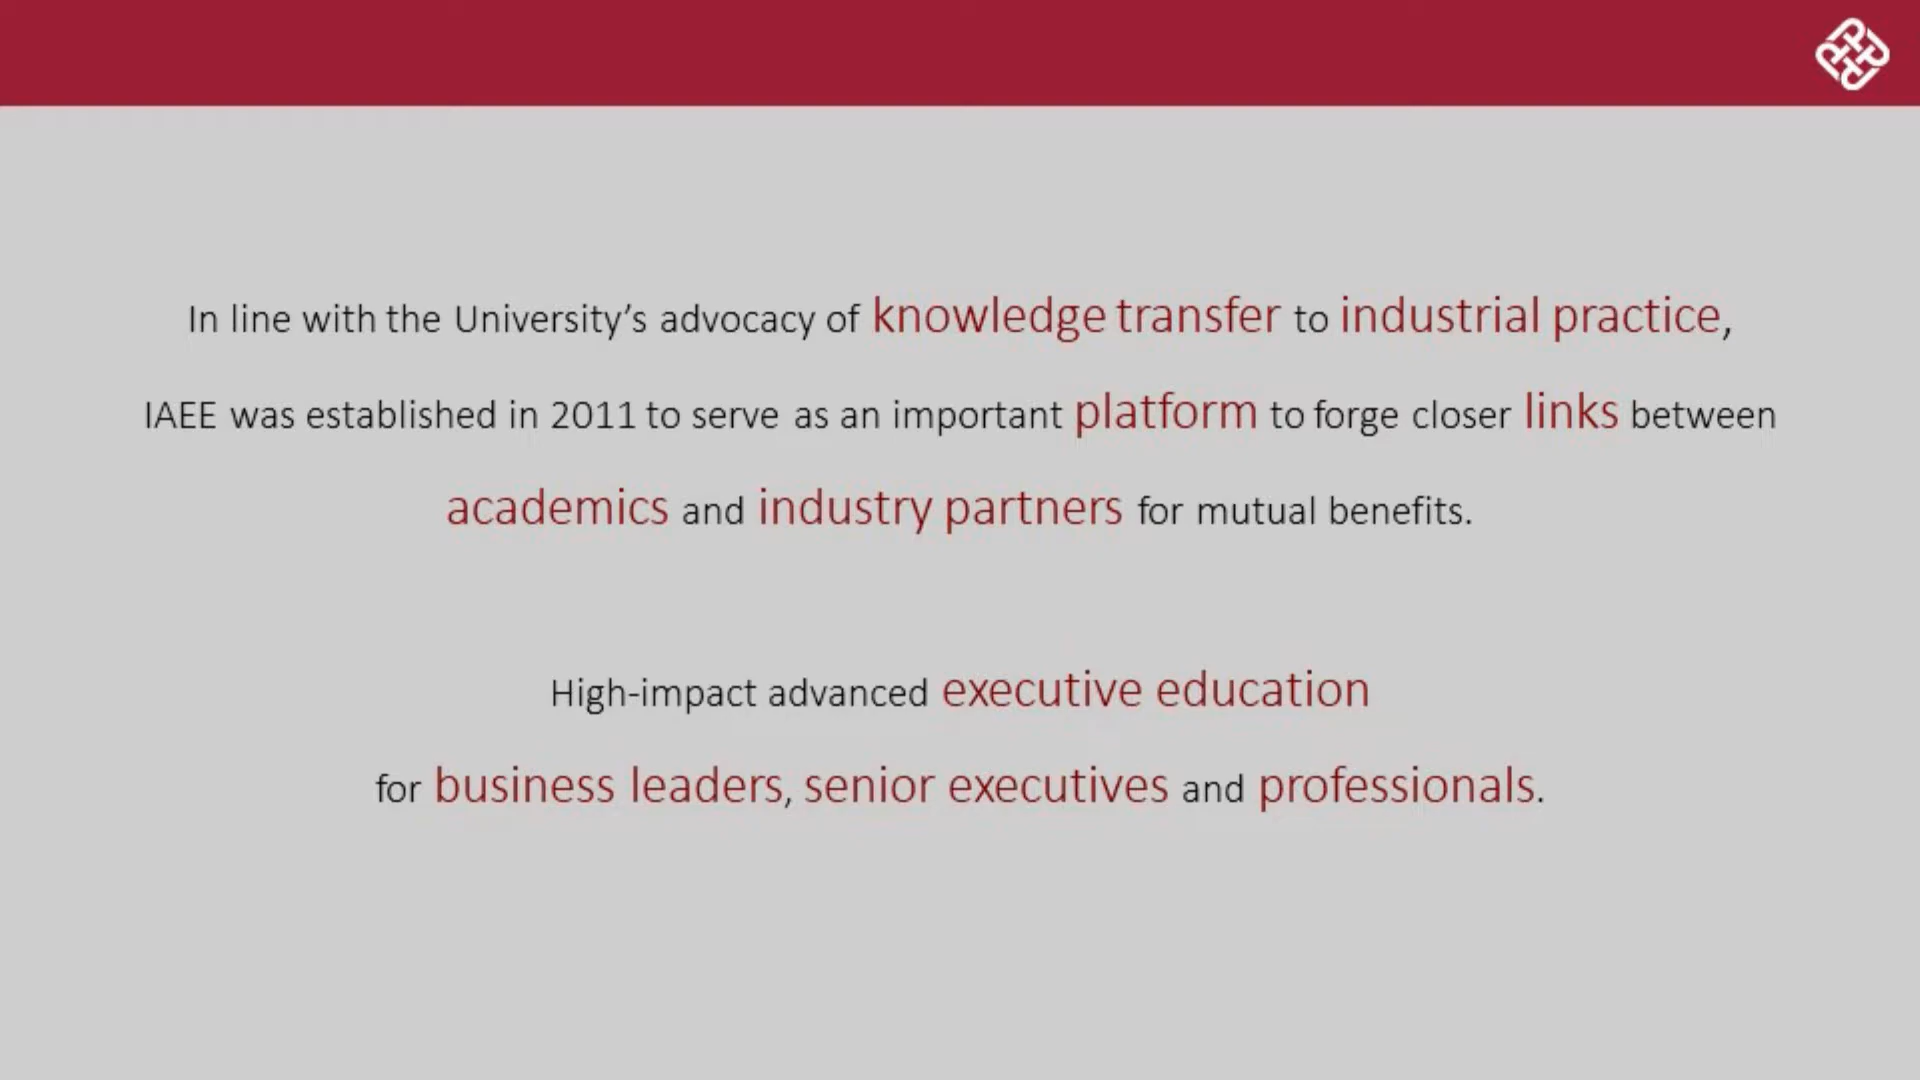 In line with the University’s advocacy of knowledge transfer to industrial practice,
IAEE was established in 2011 to serve as an important platform to forge closer links between
academics and industry partners for mutual benefits.
High-impact advanced executive education
for business leaders, senior executives and professionals.